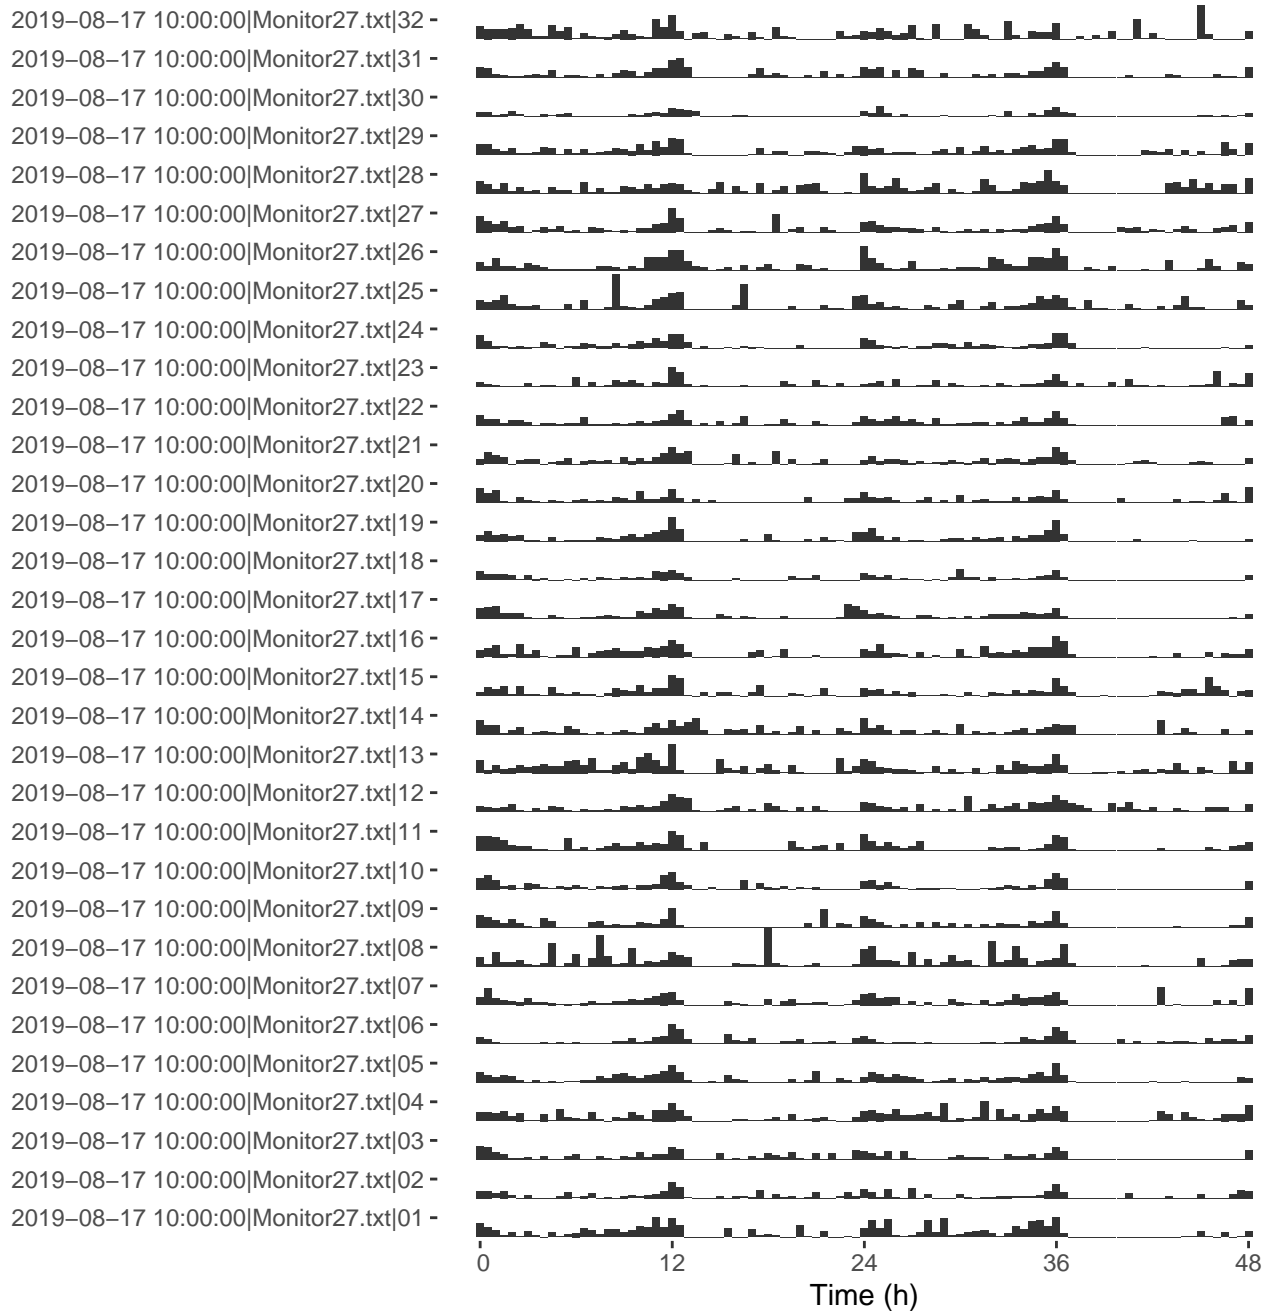 2019−08−17 10:00:00|Monitor27.txt|32
2019−08−17 10:00:00|Monitor27.txt|31
2019−08−17 10:00:00|Monitor27.txt|30
2019−08−17 10:00:00|Monitor27.txt|29
2019−08−17 10:00:00|Monitor27.txt|28
2019−08−17 10:00:00|Monitor27.txt|27
2019−08−17 10:00:00|Monitor27.txt|26
2019−08−17 10:00:00|Monitor27.txt|25
2019−08−17 10:00:00|Monitor27.txt|24
2019−08−17 10:00:00|Monitor27.txt|23
2019−08−17 10:00:00|Monitor27.txt|22
2019−08−17 10:00:00|Monitor27.txt|21
2019−08−17 10:00:00|Monitor27.txt|20
2019−08−17 10:00:00|Monitor27.txt|19
2019−08−17 10:00:00|Monitor27.txt|18
2019−08−17 10:00:00|Monitor27.txt|17
2019−08−17 10:00:00|Monitor27.txt|16
2019−08−17 10:00:00|Monitor27.txt|15
2019−08−17 10:00:00|Monitor27.txt|14
2019−08−17 10:00:00|Monitor27.txt|13
2019−08−17 10:00:00|Monitor27.txt|12
2019−08−17 10:00:00|Monitor27.txt|11
2019−08−17 10:00:00|Monitor27.txt|10
2019−08−17 10:00:00|Monitor27.txt|09
2019−08−17 10:00:00|Monitor27.txt|08
2019−08−17 10:00:00|Monitor27.txt|07
2019−08−17 10:00:00|Monitor27.txt|06
2019−08−17 10:00:00|Monitor27.txt|05
2019−08−17 10:00:00|Monitor27.txt|04
2019−08−17 10:00:00|Monitor27.txt|03
2019−08−17 10:00:00|Monitor27.txt|02
2019−08−17 10:00:00|Monitor27.txt|01
0 12 24 36 48
Time (h)